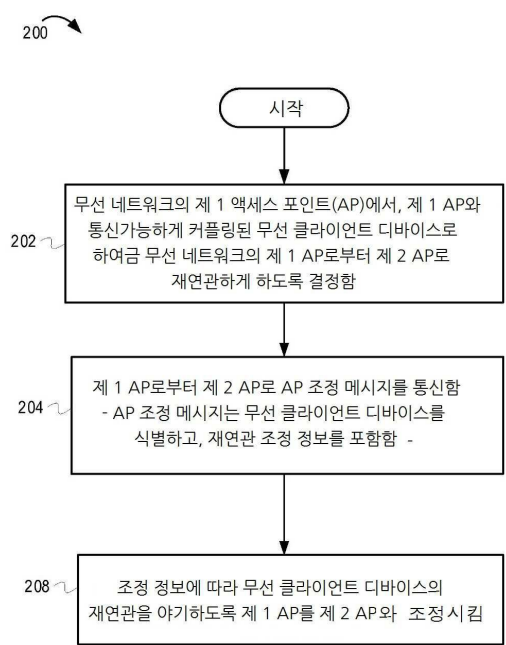 200
시작
무선 네트워크의 제 1 액세스 포인트(AP)에서, 제 1 AP와
통신가능하게 커플링된 무선 클라이언트 디바이스로
하여금 무선 네트워크의 제 1 AP로부터 제 2 AP로
재연관하게 하도록 결정함
202
제 1 AP로부터 제 2 AP로 AP 조정 메시지를 통신함
- AP 조정 메시지는 무선 클라이언트 디바이스를
식별하고, 재연관 조정 정보를 포함함 -
204
조정 정보에 따라 무선 클라이언트 디바이스의
재연관을 야기하도록 제 1 AP를 제 2 AP와 조정시킴
208